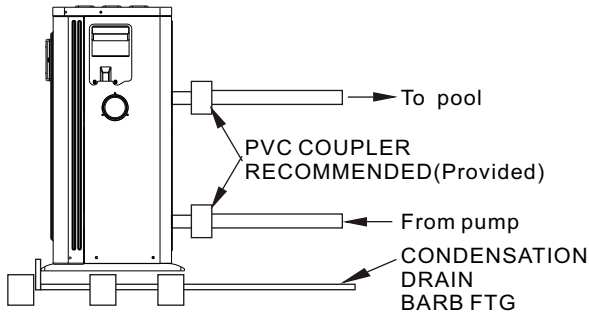 To pool
PVC COUPLER
RECOMMENDED(Provided)
From pump
CONDENSATION
DRAIN
BARB FTG